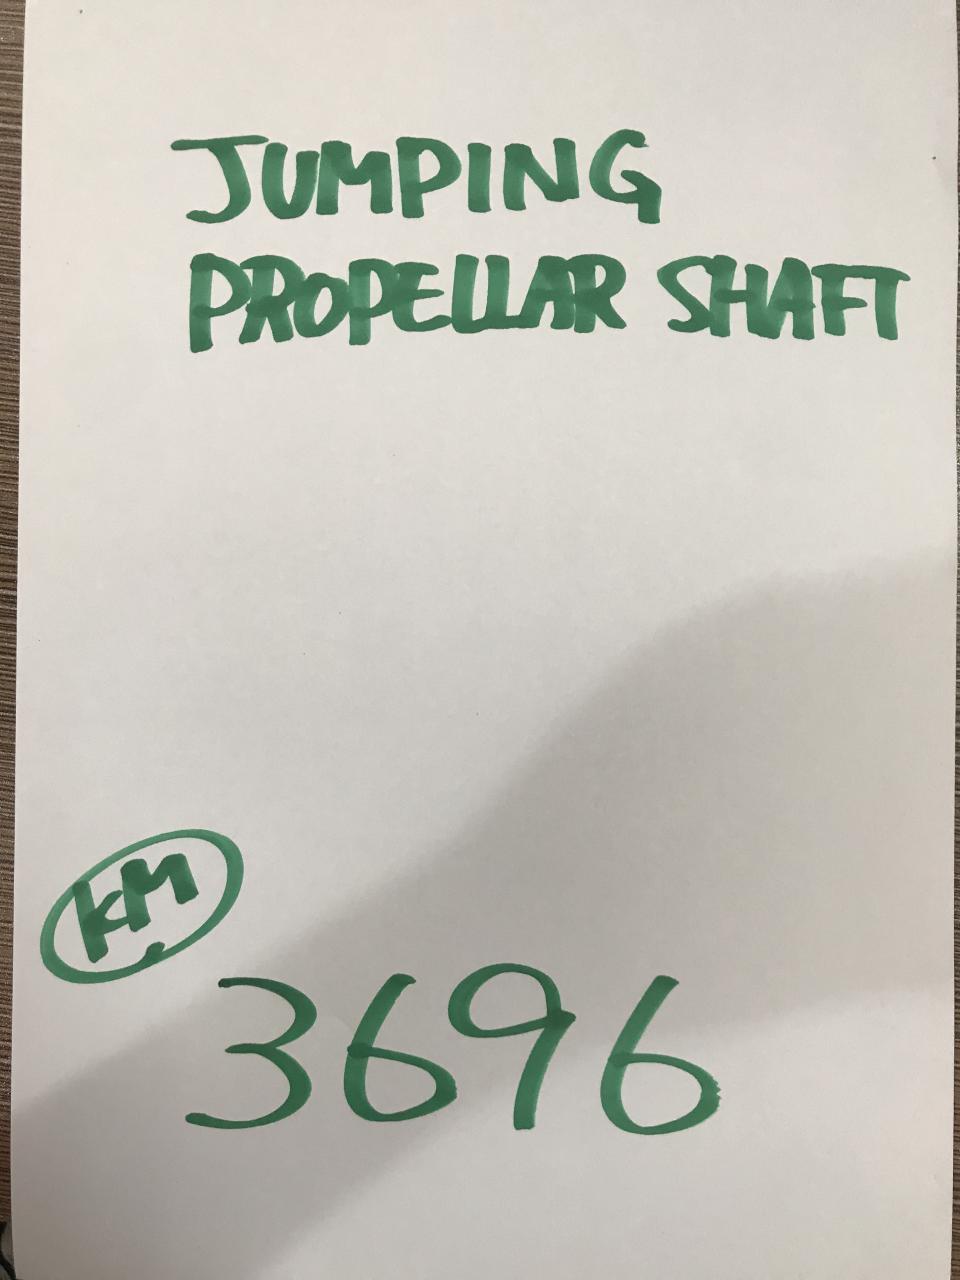 JUMPING
PROPELLAR SHAFT
KM
3696